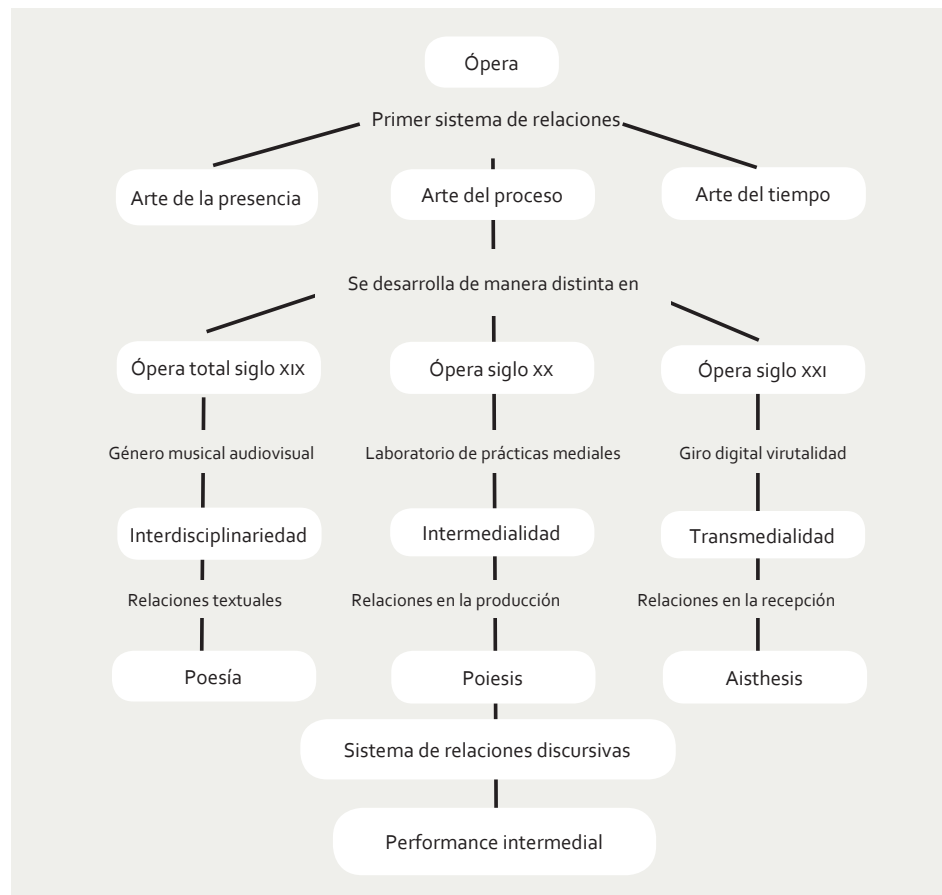 Ópera
Primer sistema de relaciones
Arte de la presencia
Arte del proceso
Arte del tiempo
Se desarrolla de manera distinta en
Ópera total siglo XIX
Ópera siglo XX
Ópera siglo XXI
Género musical audiovisual
Laboratorio de prácticas mediales
Giro digital virutalidad
Interdisciplinariedad
Intermedialidad
Transmedialidad
Relaciones textuales
Relaciones en la producción
Relaciones en la recepción
Poesía
Poiesis
Aisthesis
Sistema de relaciones discursivas
Performance intermedial